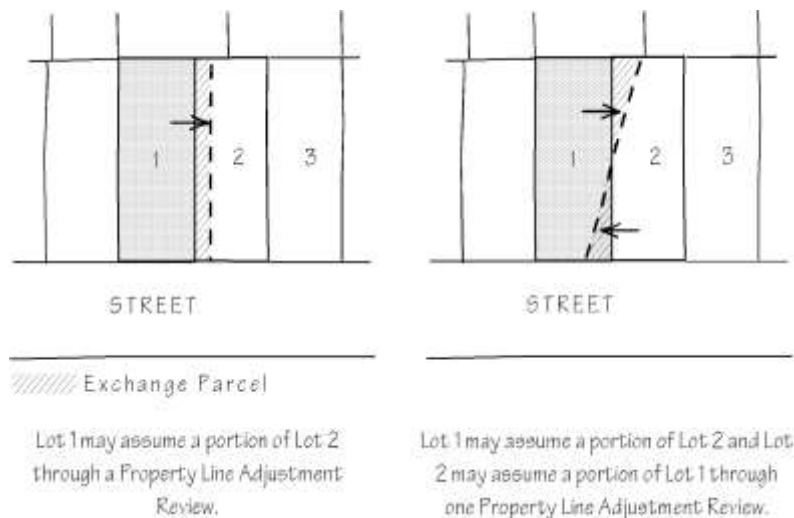 1 2 3
STREET
Exchange Parcel
Lot 1 may assume a portion of Lot 2
through a Property Line Adjustment
Review.
1 2 3
STREET
Lot 1 may assume a portion of Lot 2 and Lot
2 may assume a portion of Lot 1 through
one Property Line Adjustment Review.